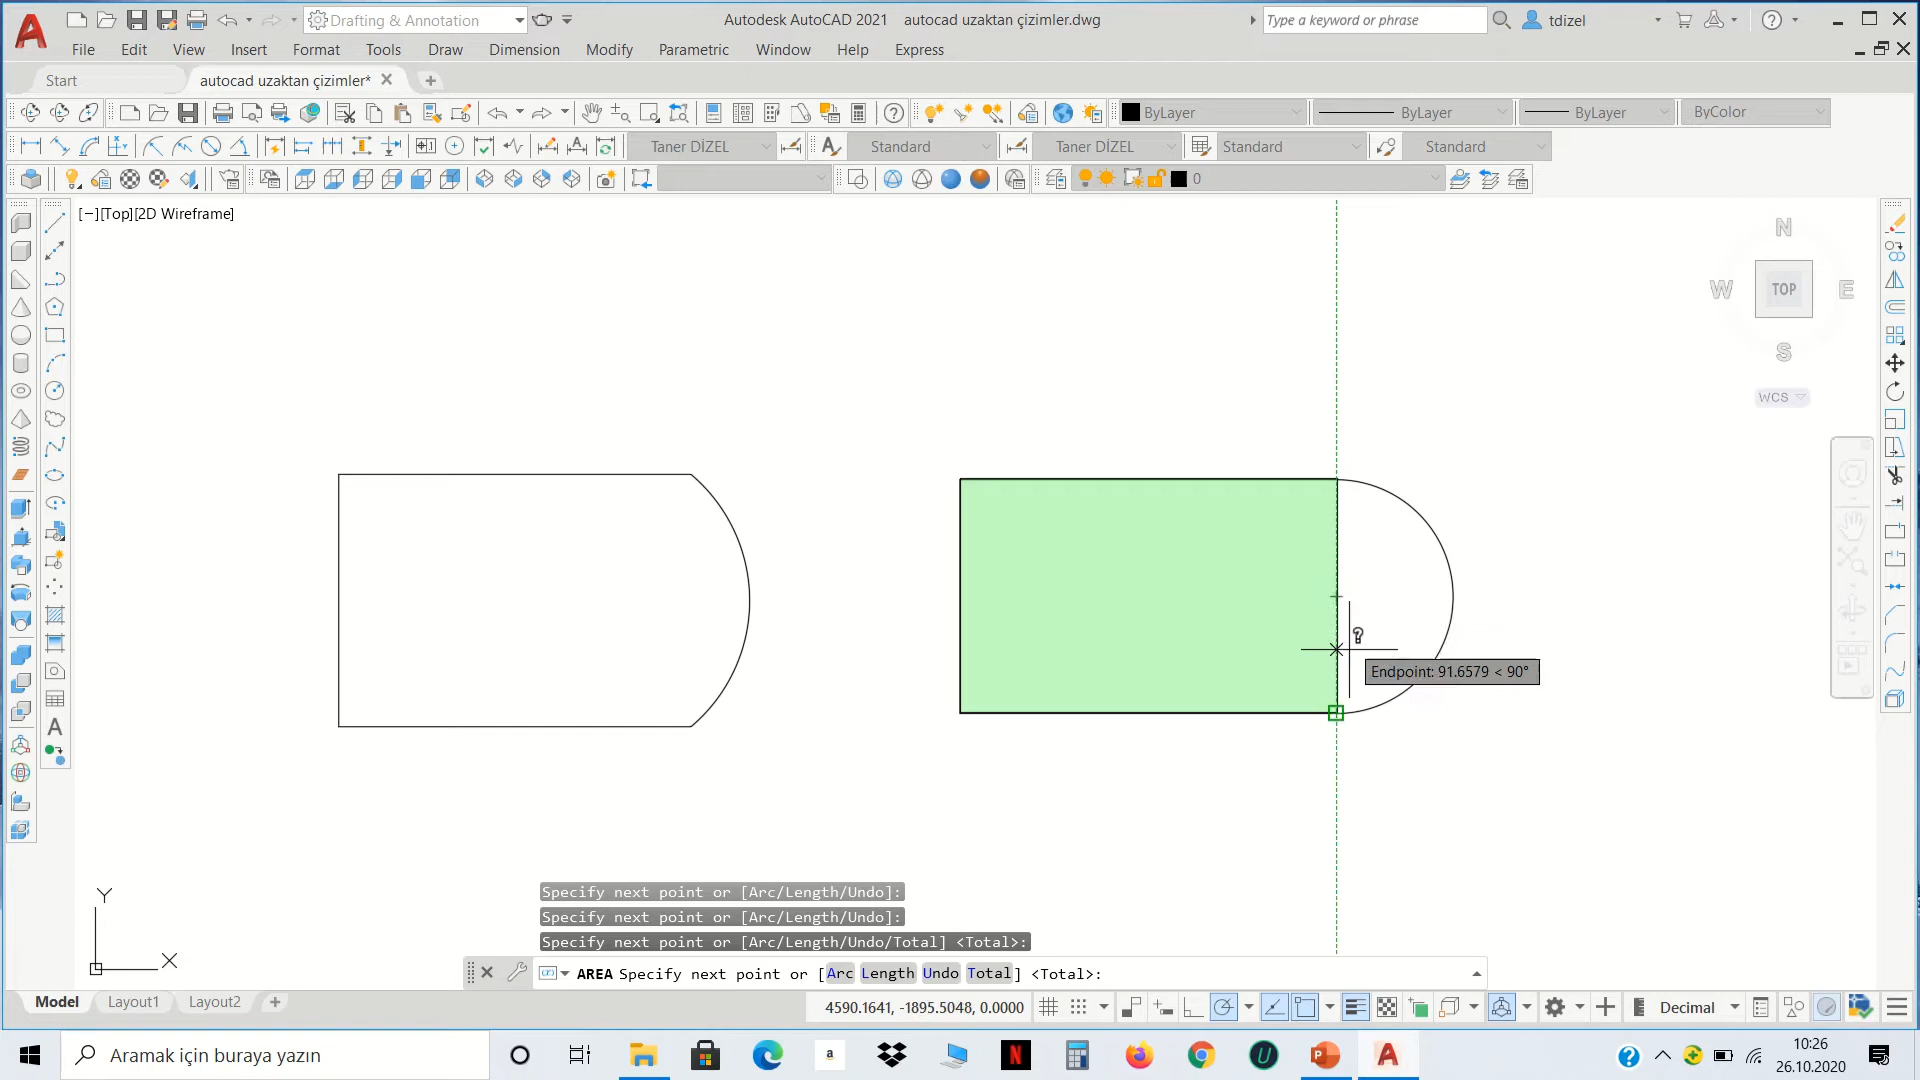 Drafting & Annotation
Autodesk AutoCAD 2021 autocad uzaktan çizimler.dwg
Type a keyword or phrase
tdizel
File Edit View Insert Format Tools Draw Dimension Modify Parametric Window Help Express
Start
autocad uzaktan çizimler*
ByLayer
ByLayer
ByLayer
ByColor
Taner DİZEL
Standard
Taner DİZEL
Standard
Standard
0
[−][Top][2D Wireframe]
N
W
TOP
E
S
WCS
Endpoint: 91.6579 < 90°
Y
X
Specify next point or [Arc/Length/Undo]:
Specify next point or [Arc/Length/Undo]:
Specify next point or [Arc/Length/Undo/Total] <Total>:
AREA Specify next point or [Arc Length Undo Total] <Total>:
Model Layout1 Layout2
4590.1641, -1895.5048, 0.0000
Decimal
Aramak için buraya yazın
10:26
26.10.2020